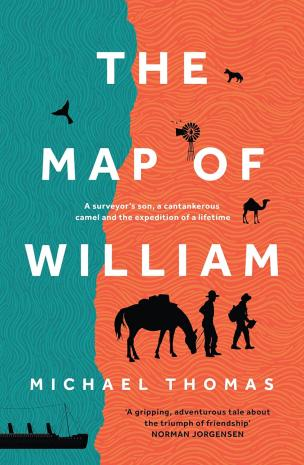 THE
MAP OF
A surveyor's son, a cantankerous
camel and the expedition of a lifetime
WILLIAM
MICHAEL THOMAS
'A gripping, adventurous tale about
the triumph of friendship'
NORMAN JORGENSEN